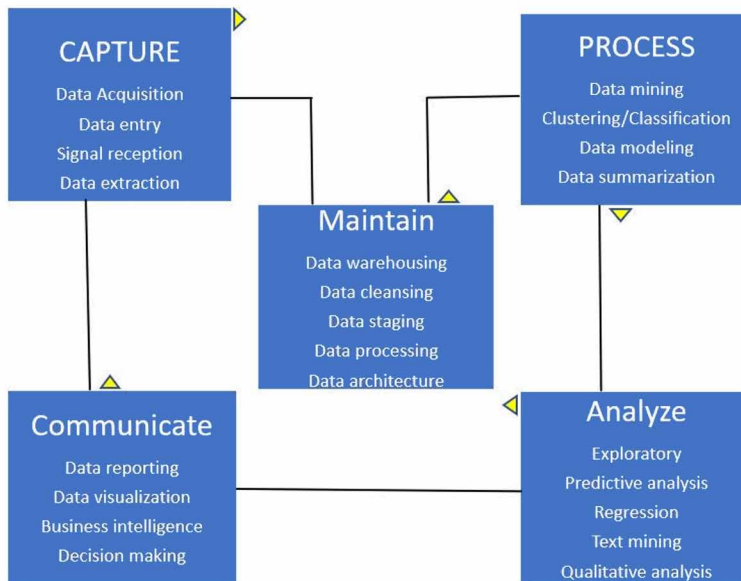 CAPTURE
Data Acquisition
Data entry
Signal reception
Data extraction
PROCESS
Data mining
Clustering/Classification
Data modeling
Data summarization
Maintain
Data warehousing
Data cleansing
Data staging
Data processing
Data architecture
Communicate
Data reporting
Data visualization
Business intelligence
Decision making
Analyze
Exploratory
Predictive analysis
Regression
Text mining
Qualitative analysis